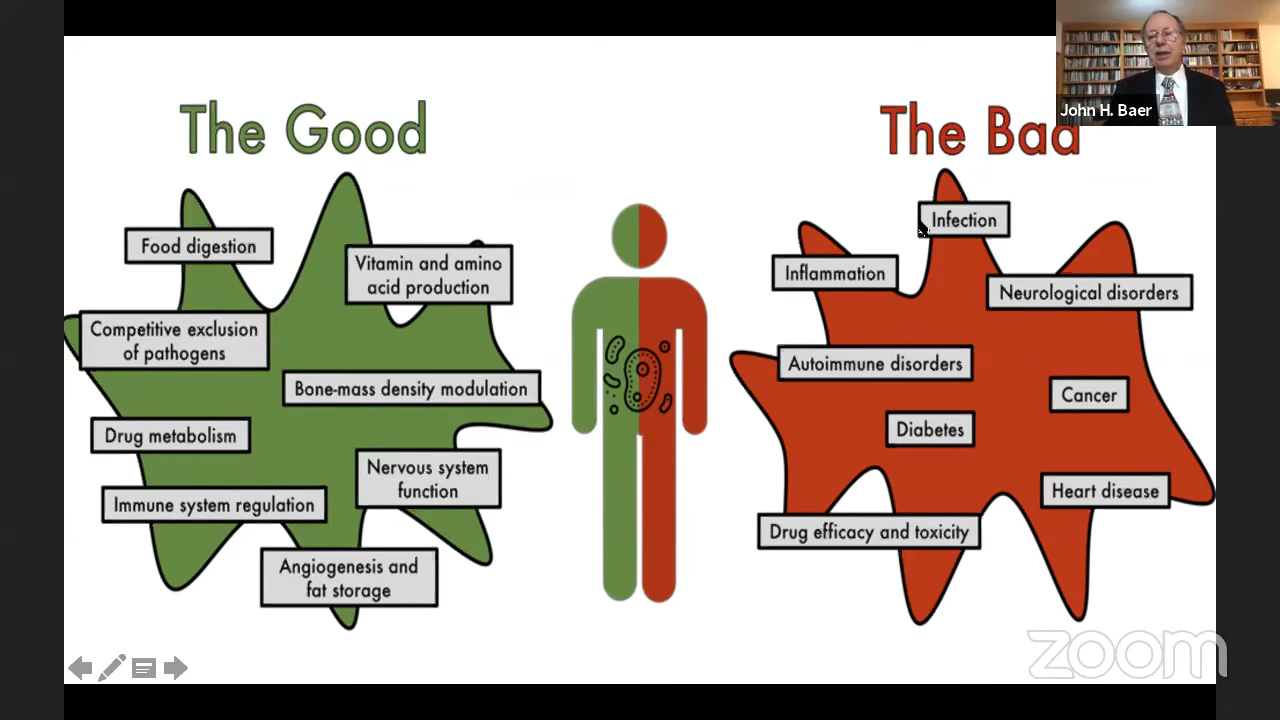 The Good
The Bad
John H. Baer
Food digestion
Vitamin and amino
acid production
Competitive exclusion
of pathogens
Bone-mass density modulation
Drug metabolism
Nervous system
function
Immune system regulation
Angiogenesis and
fat storage
Infection
Inflammation
Neurological disorders
Autoimmune disorders
Cancer
Diabetes
Heart disease
Drug efficacy and toxicity
zoom